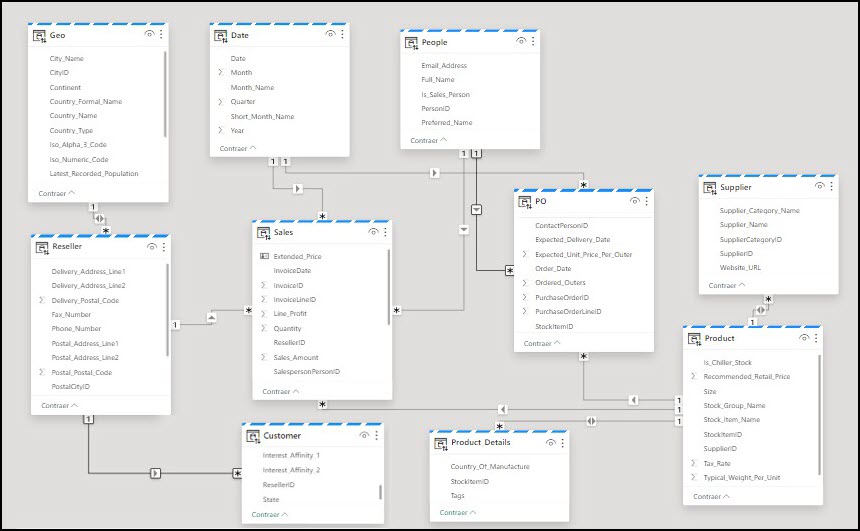 Geo
City_Name
CityID
Continent
Country_Formal_Name
Country_Name
Country_Type
Iso_Alpha_3_Code
Iso_Numeric_Code
Latest_Recorded_Population
Contraer
Date
Date
Month
Month_Name
Quarter
Short_Month_Name
Year
Contraer
People
Email_Address
Full_Name
Is_Sales_Person
PersonID
Preferred_Name
Contraer
1
1 1
1 1
*
*
*
PO
ContactPersonID
Expected_Delivery_Date
Expected_Unit_Price_Per_Outer
Order_Date
Ordered_Outers
PurchaseOrderID
PurchaseOrderLineID
StockItemID
Contraer
Supplier
Supplier_Category_Name
Supplier_Name
SupplierCategoryID
SupplierID
Website_URL
Contraer
Reseller
Delivery_Address_Line1
Delivery_Address_Line2
Delivery_Postal_Code
Fax_Number
Phone_Number
Postal_Address_Line1
Postal_Address_Line2
Postal_Postal_Code
PostalCityID
Contraer
Sales
Extended_Price
InvoiceDate
InvoiceID
InvoiceLineID
Line_Profit
Quantity
ResellerID
Sales_Amount
SalespersonPersonID
Contraer
1
*
*
*
*
1
Product
Is_Chiller_Stock
Recommended_Retail_Price
Size
Stock_Group_Name
Stock_Item_Name
StockItemID
SupplierID
Tax_Rate
Typical_Weight_Per_Unit
Contraer
*
*
*
1
1
1
1
*
Customer
Interest_Affinity_1
Interest_Affinity_2
ResellerID
State
Contraer
Product_Details
Country_Of_Manufacture
StockItemID
Tags
Contraer